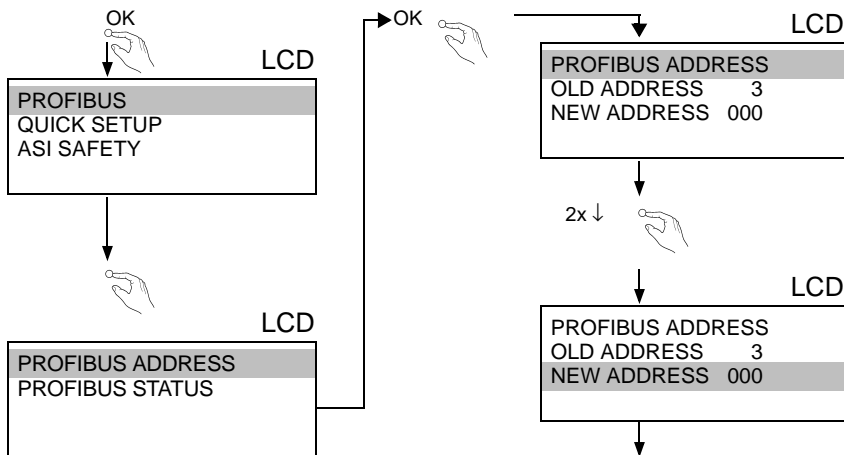 OK
LCD
PROFIBUS
QUICK SETUP
ASI SAFETY
LCD
PROFIBUS ADDRESS
PROFIBUS STATUS
OK
LCD
PROFIBUS ADDRESS
OLD ADDRESS 3
NEW ADDRESS 000
2x ↓
LCD
PROFIBUS ADDRESS
OLD ADDRESS 3
NEW ADDRESS 000